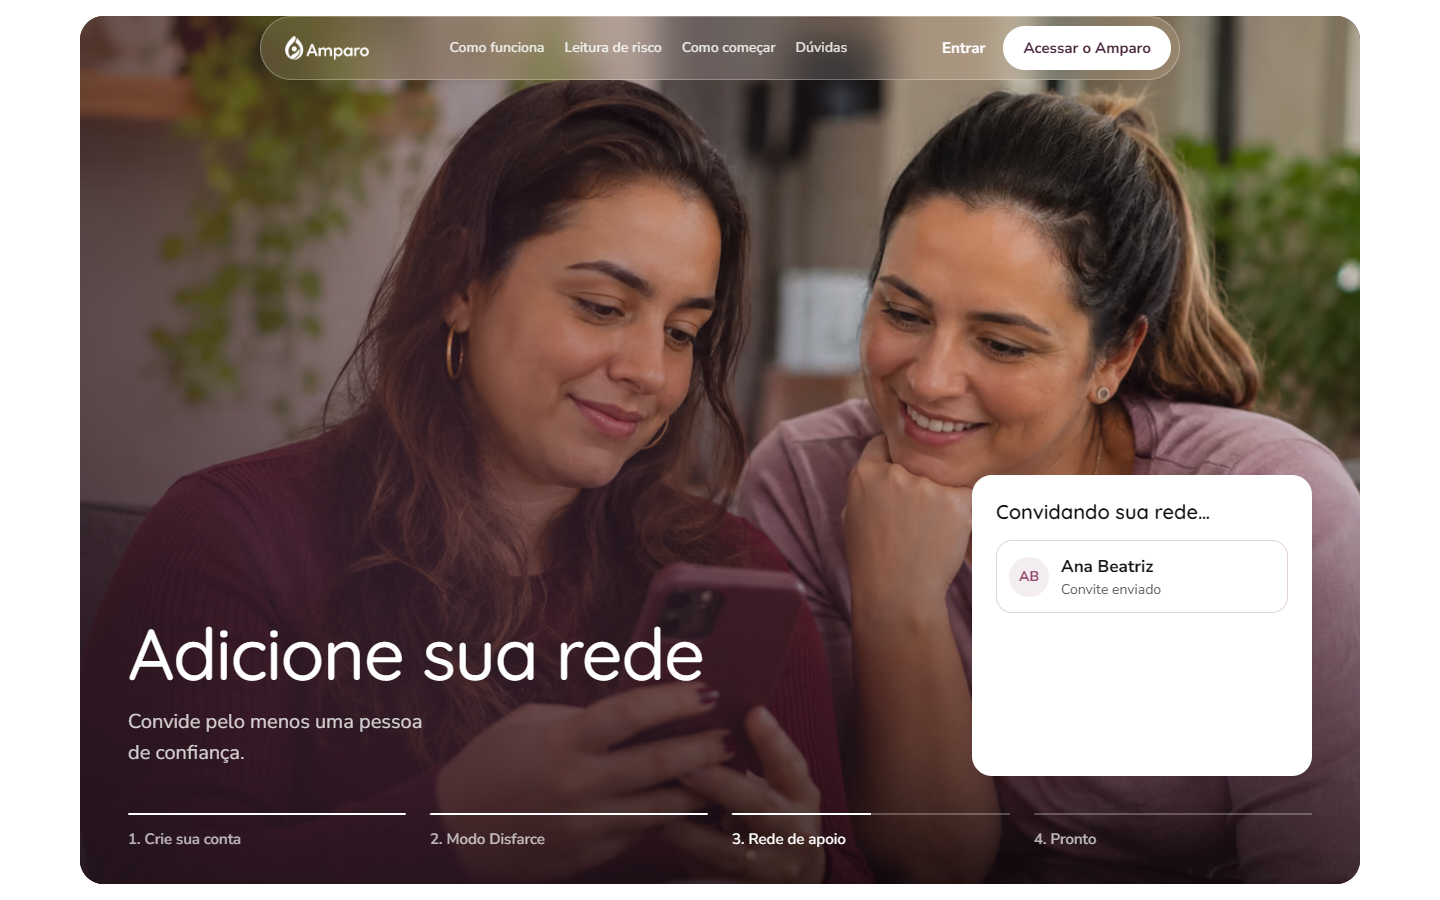 Amparo
Como funciona
Leitura de risco
Como começar
Dúvidas
Entrar
Acessar o Amparo
Convidando sua rede...
AB
Ana Beatriz
Convite enviado
Adicione sua rede
Convide pelo menos uma pessoa
de confiança.
1. Crie sua conta
2. Modo Disfarce
3. Rede de apoio
4. Pronto